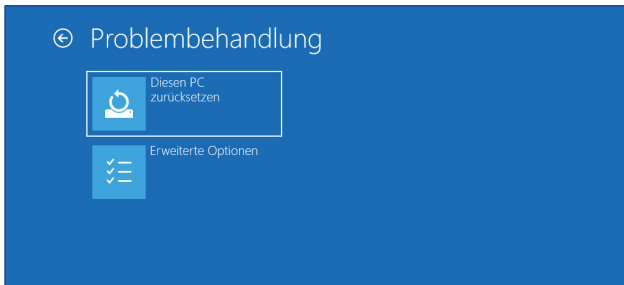 Problembehandlung
Diesen PC
zurücksetzen
Erweiterte Optionen